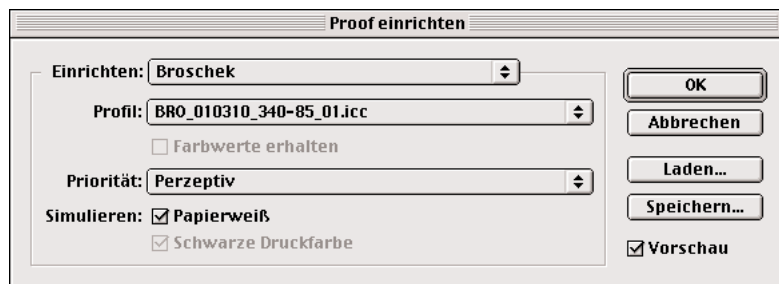 Proof einrichten
Einrichten: Broschek
Profil: BRO_010310_340-85_01.icc
Farbwerte erhalten
Priorität: Perzeptiv
Simulieren: Papierweiß
Schwarze Druckfarbe
OK
Abbrechen
Laden...
Speichern...
Vorschau